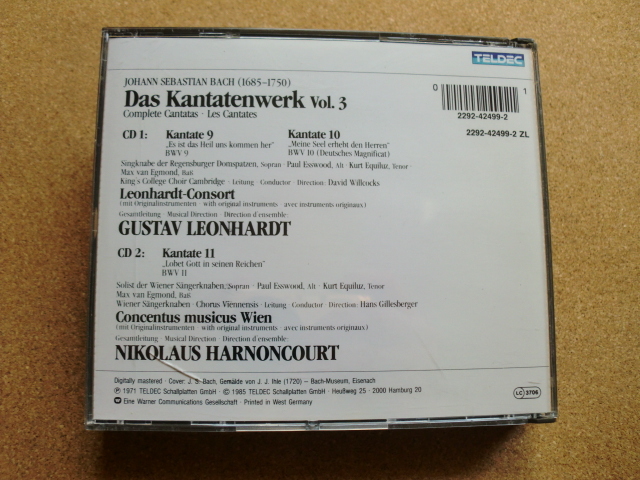 TELDEC
JOHANN SEBASTIAN BACH (1685–1750)
Das Kantatenwerk Vol. 3
Complete Cantatas · Les Cantates
0 1
2292-42499-2
2292-42499-2 ZL
CD 1: Kantate 9 Kantate 10
„Es ist das Heil uns kommen her" „Meine Seel erhebt den Herren"
BWV 9 BWV 10 (Deutsches Magnificat)
Singknabe der Regensburger Domspatzen, Sopran · Paul Esswood, Alt · Kurt Equiluz, Tenor
Max van Egmond, Baß
King's College Choir Cambridge · Leitung · Conductor · Direction: David Willcocks
Leonhardt-Consort
(mit Originalinstrumenten · with original instruments · avec instruments originaux)
Gesamtleitung · Musical Direction · Direction d'ensemble:
GUSTAV LEONHARDT
CD 2: Kantate 11
„Lobet Gott in seinen Reichen"
BWV 11
Solist der Wiener Sängerknaben, Sopran · Paul Esswood, Alt · Kurt Equiluz, Tenor
Max van Egmond, Baß
Wiener Sängerknaben · Chorus Viennensis · Leitung · Conductor · Direction: Hans Gillesberger
Concentus musicus Wien
(mit Originalinstrumenten · with original instruments · avec instruments originaux)
Gesamtleitung · Musical Direction · Direction d'ensemble:
NIKOLAUS HARNONCOURT
Digitally mastered · Cover: J. S. Bach, Gemälde von J. J. Ihle (1720) – Bach-Museum, Eisenach
℗ 1971 TELDEC Schallplatten GmbH · © 1985 TELDEC Schallplatten GmbH · Heußweg 25 · 2000 Hamburg 20
Eine Warner Communications Gesellschaft · Printed in West Germany
LC 3706